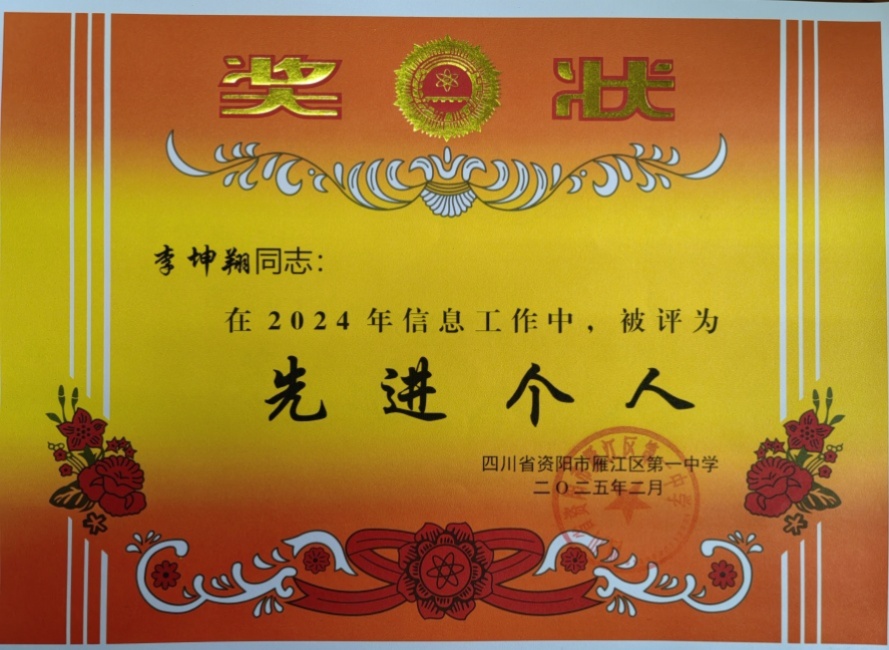 奖状
李坤翔同志：
在2024年信息工作中，被评为
先进个人
四川省资阳市雁江区第一中学
二〇二五年二月